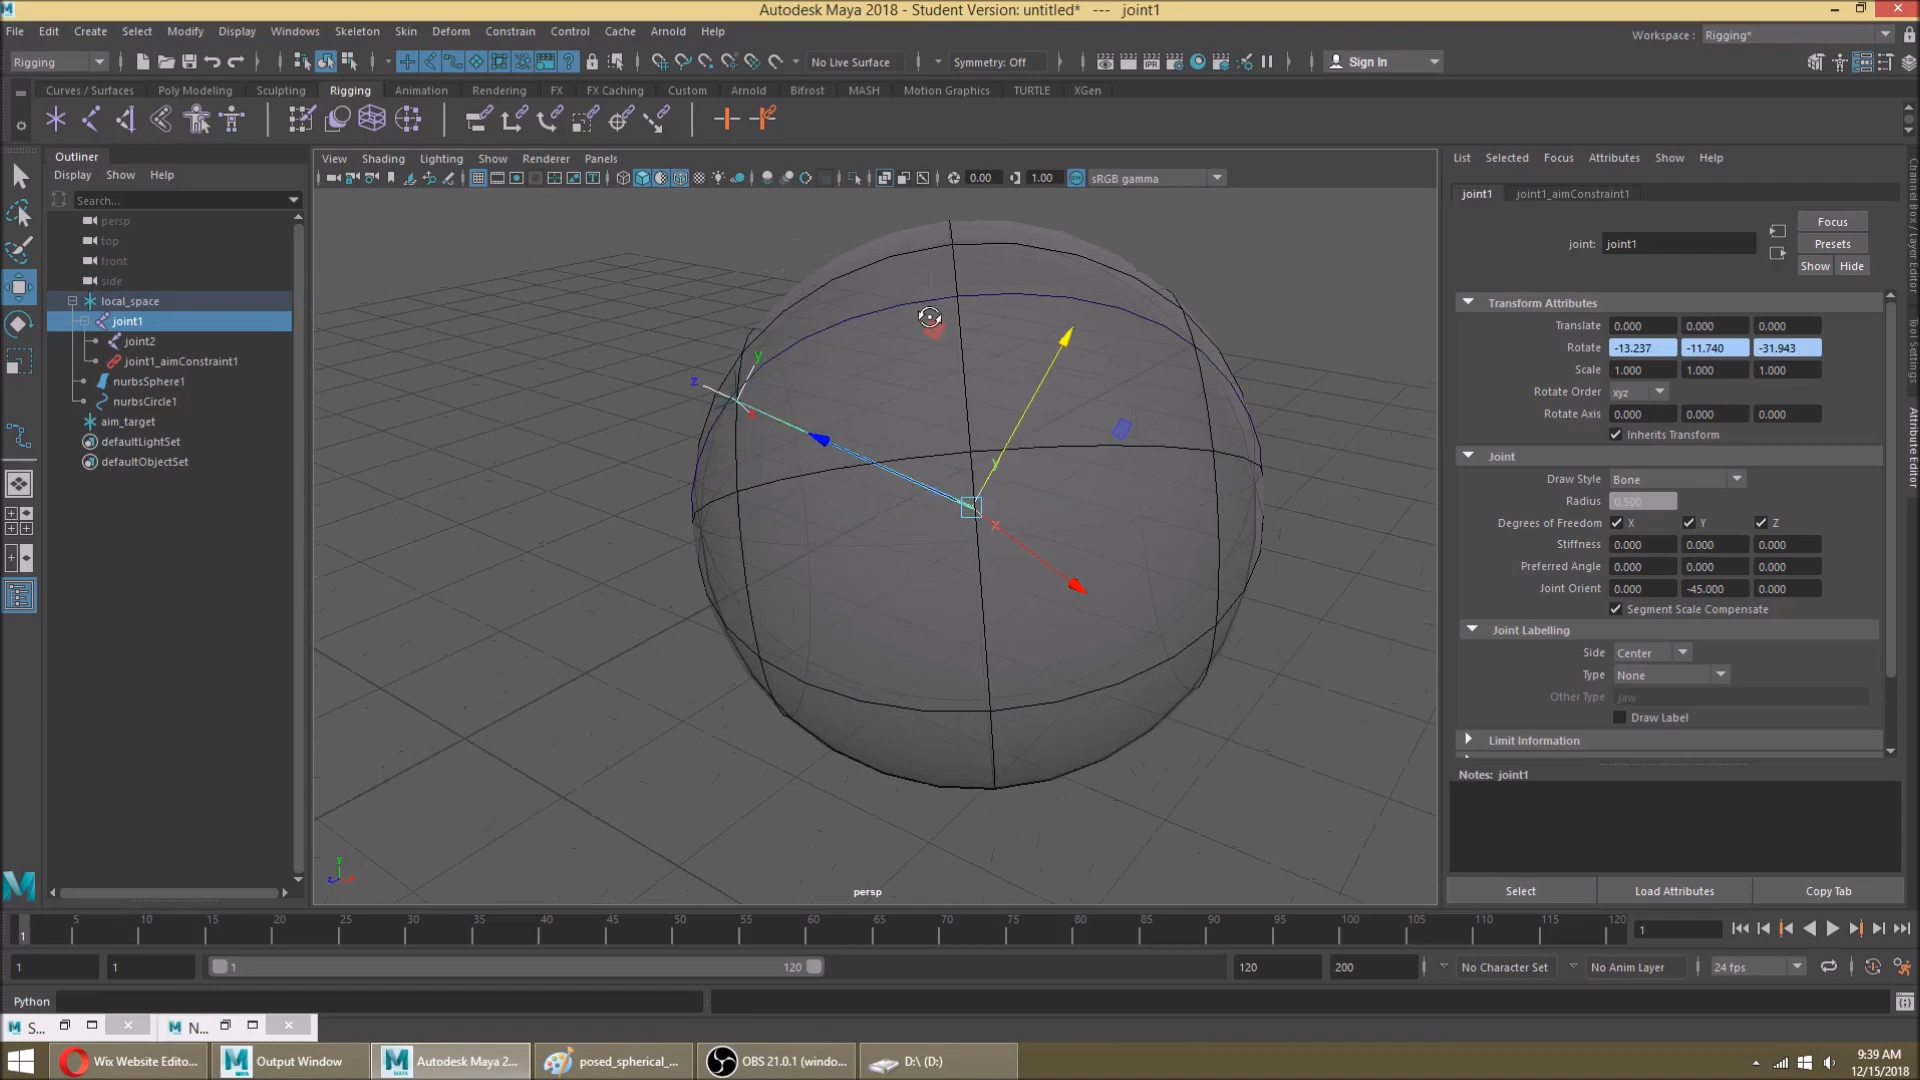 Autodesk Maya 2018 - Student Version: untitled* --- joint1
File Edit Create Select Modify Display Windows Skeleton Skin Deform Constrain Control Cache Arnold Help
Workspace : Rigging*
Rigging
No Live Surface
Symmetry: Off
Sign In
Curves / Surfaces Poly Modeling Sculpting Rigging Animation Rendering FX FX Caching Custom Arnold Bifrost MASH Motion Graphics TURTLE XGen
Outliner
Display Show Help
Search...
persp
top
front
side
local_space
joint1
joint2
joint1_aimConstraint1
nurbsSphere1
nurbsCircle1
aim_target
defaultLightSet
defaultObjectSet
View Shading Lighting Show Renderer Panels
0.00 1.00 sRGB gamma
z
y
x
y
x
y
z
persp
List Selected Focus Attributes Show Help
joint1 joint1_aimConstraint1
Focus
joint: joint1
Presets
Show Hide
Transform Attributes
Translate 0.000 0.000 0.000
Rotate -13.237 -11.740 -31.943
Scale 1.000 1.000 1.000
Rotate Order xyz
Rotate Axis 0.000 0.000 0.000
Inherits Transform
Joint
Draw Style Bone
Radius 0.500
Degrees of Freedom X Y Z
Stiffness 0.000 0.000 0.000
Preferred Angle 0.000 0.000 0.000
Joint Orient 0.000 -45.000 0.000
Segment Scale Compensate
Joint Labelling
Side Center
Type None
Other Type jaw
Draw Label
Limit Information
Notes: joint1
Select Load Attributes Copy Tab
Channel Box / Layer Editor
Tool Settings
Attribute Editor
5 10 15 20 25 30 35 40 45 50 55 60 65 70 75 80 85 90 95 100 105 110 115 120
1
1
1 1 1 120 120 200 No Character Set No Anim Layer 24 fps
Python
S... N...
Wix Website Edito... Output Window Autodesk Maya 2... posed_spherical_... OBS 21.0.1 (windo... D:\ (D:)
9:39 AM
12/15/2018